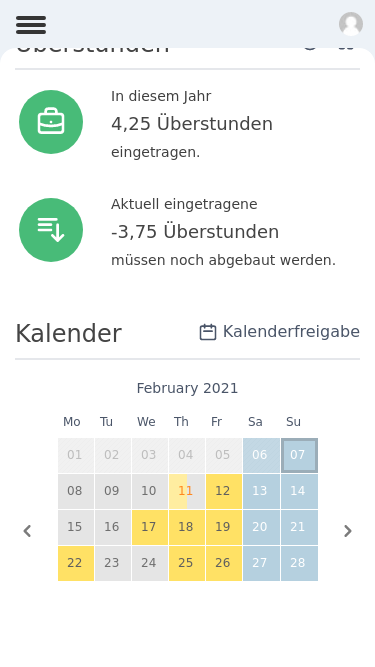 Überstunden
In diesem Jahr
4,25 Überstunden
eingetragen.
Aktuell eingetragene
-3,75 Überstunden
müssen noch abgebaut werden.
Kalender
Kalenderfreigabe
February 2021
Mo Tu We Th Fr Sa Su
01 02 03 04 05 06 07
08 09 10 11 12 13 14
15 16 17 18 19 20 21
22 23 24 25 26 27 28